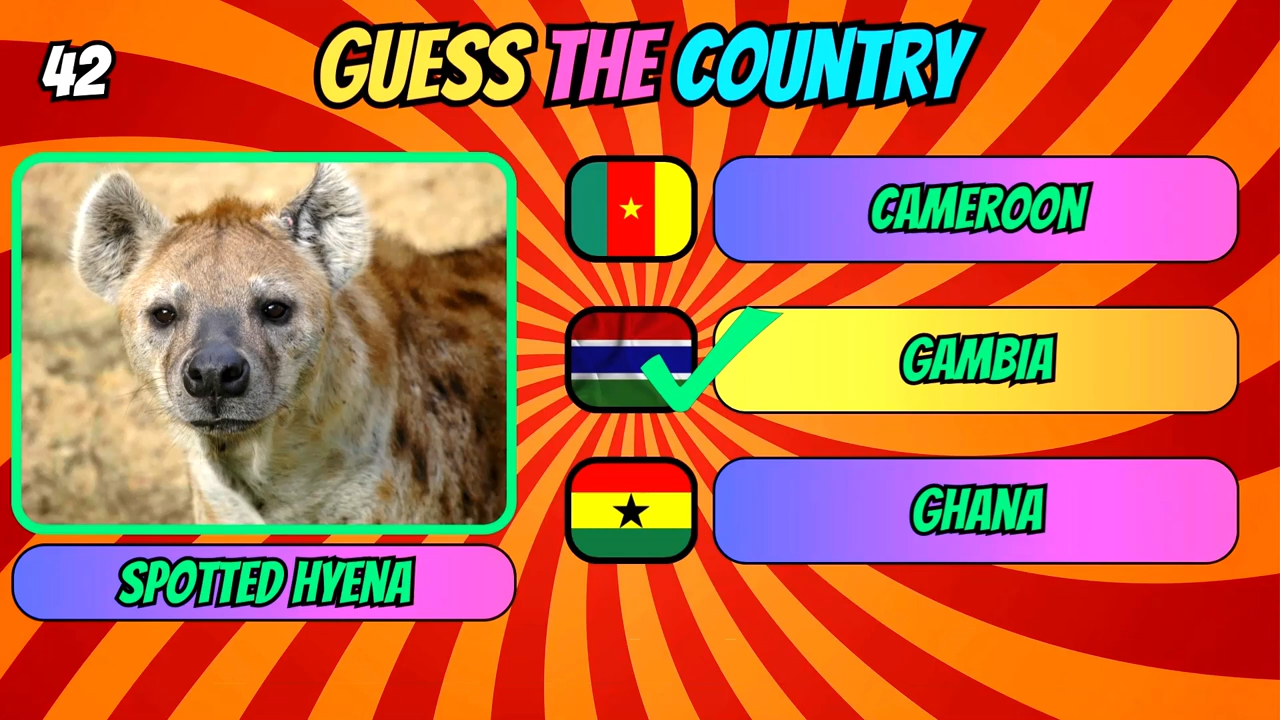 42
GUESS THE COUNTRY
CAMEROON
GAMBIA
GHANA
SPOTTED HYENA